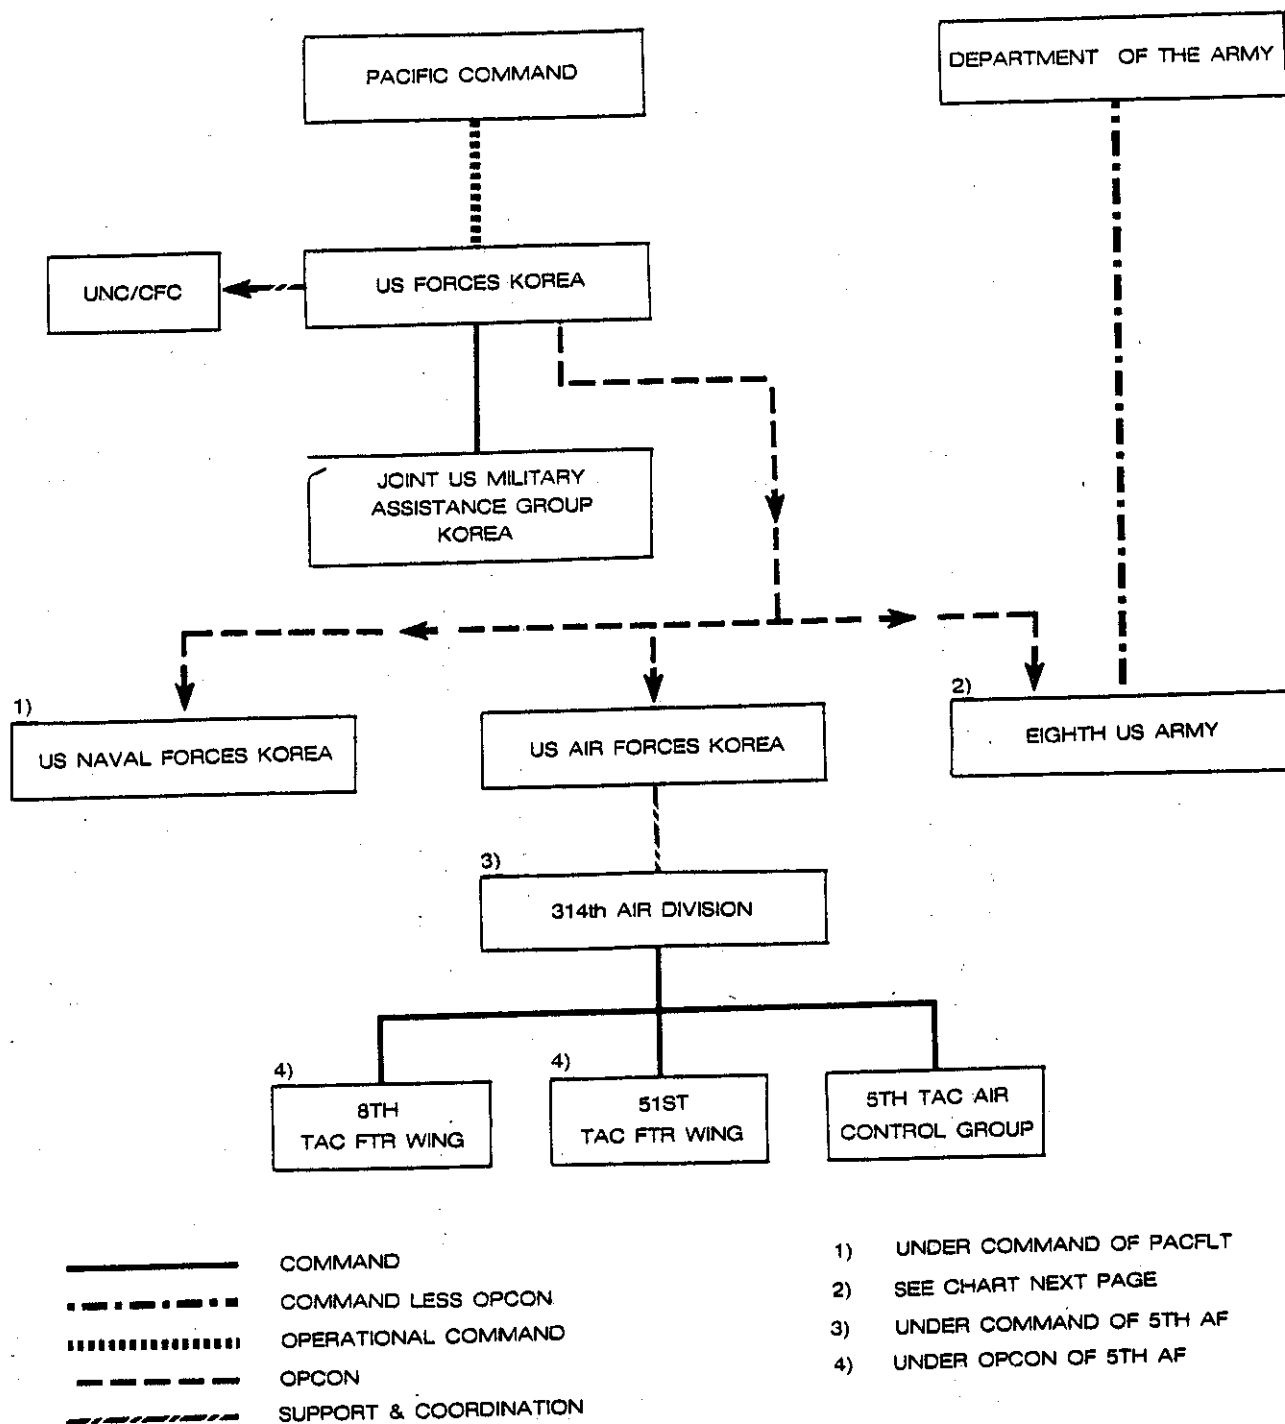 PACIFIC COMMAND
DEPARTMENT OF THE ARMY
UNC/CFC
US FORCES KOREA
JOINT US MILITARY
ASSISTANCE GROUP
KOREA
1)
US NAVAL FORCES KOREA
US AIR FORCES KOREA
2)
EIGHTH US ARMY
3)
314th AIR DIVISION
4)
8TH
TAC FTR WING
4)
51ST
TAC FTR WING
5TH TAC AIR
CONTROL GROUP
COMMAND
COMMAND LESS OPCON
OPERATIONAL COMMAND
OPCON
SUPPORT & COORDINATION
1) UNDER COMMAND OF PACFLT
2) SEE CHART NEXT PAGE
3) UNDER COMMAND OF 5TH AF
4) UNDER OPCON OF 5TH AF